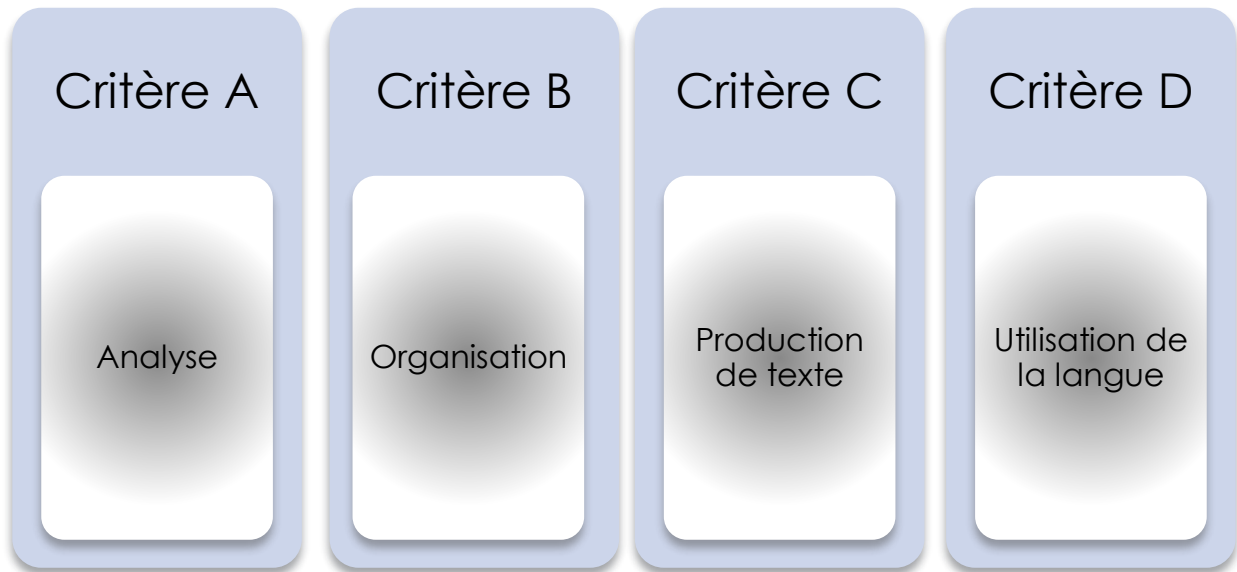 Critère A
Analyse
Critère B
Organisation
Critère C
Production
de texte
Critère D
Utilisation de
la langue